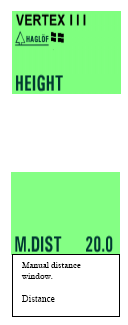 VERTEX III
HAGLÖF
HEIGHT
M.DIST 20.0
Manual distance
window.
Distance